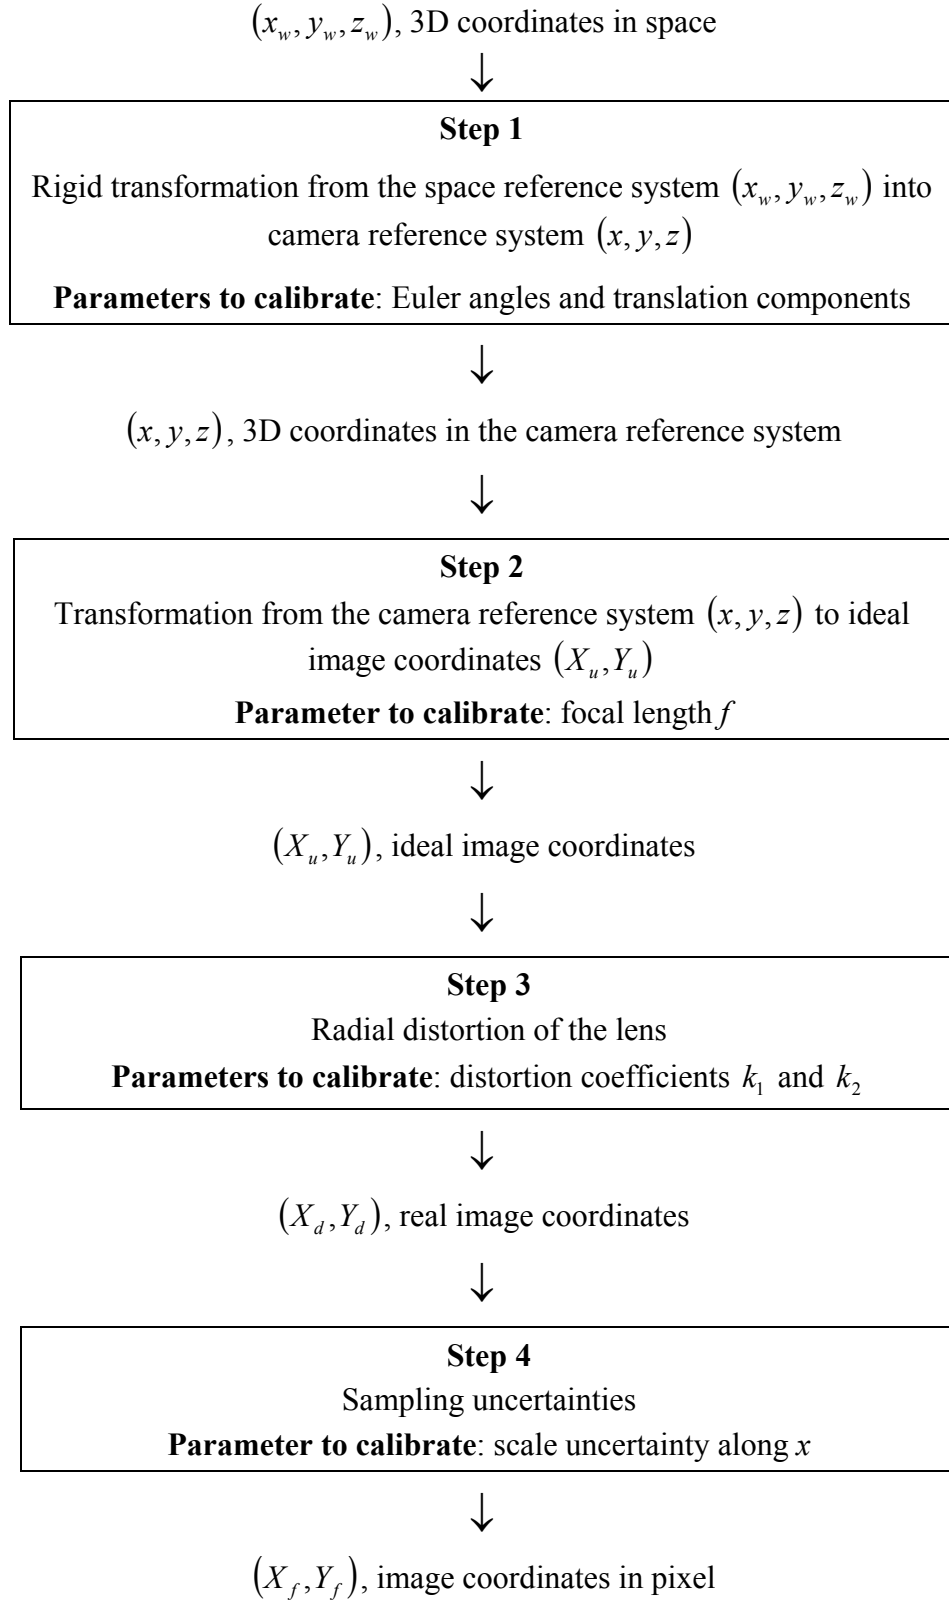 (x_w, y_w, z_w), 3D coordinates in space
↓
Step 1
Rigid transformation from the space reference system (x_w, y_w, z_w) into
camera reference system (x, y, z)
Parameters to calibrate: Euler angles and translation components
↓
(x, y, z), 3D coordinates in the camera reference system
↓
Step 2
Transformation from the camera reference system (x, y, z) to ideal
image coordinates (X_u, Y_u)
Parameter to calibrate: focal length f
↓
(X_u, Y_u), ideal image coordinates
↓
Step 3
Radial distortion of the lens
Parameters to calibrate: distortion coefficients k_1 and k_2
↓
(X_d, Y_d), real image coordinates
↓
Step 4
Sampling uncertainties
Parameter to calibrate: scale uncertainty along x
↓
(X_f, Y_f), image coordinates in pixel